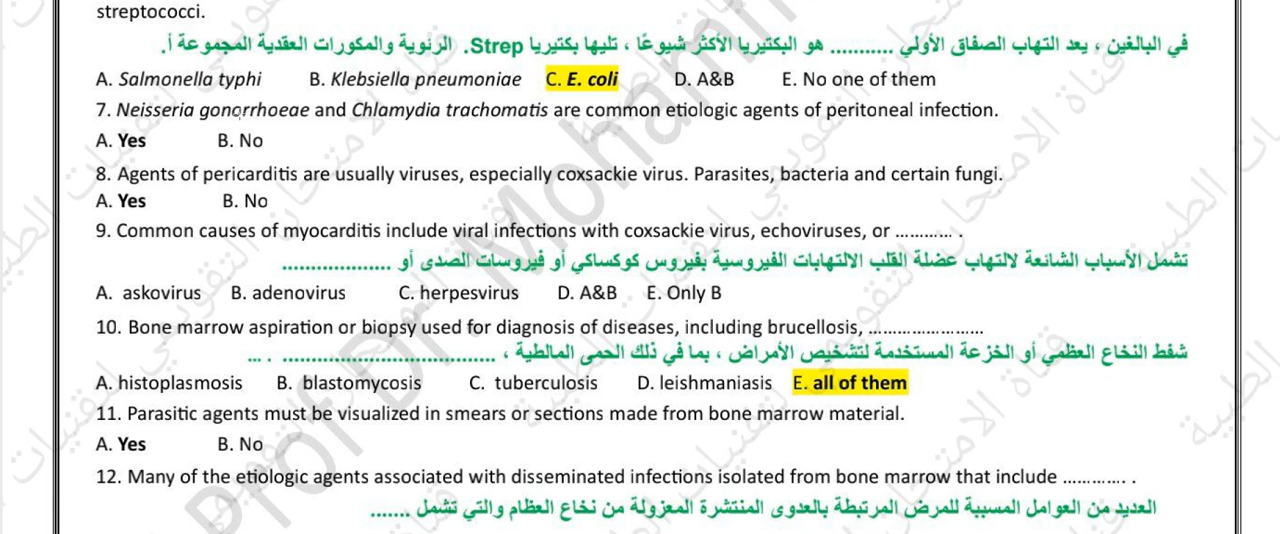 streptococci.
في البالغين ، يعد التهاب الصفاق الأولي ........... هو البكتيريا الأكثر شيوعًا ، تليها بكتيريا Strep. الرئوية والمكورات العقدية المجموعة أ.
A. Salmonella typhi B. Klebsiella pneumoniae C. E. coli D. A&B E. No one of them
7. Neisseria gonorrhoeae and Chlamydia trachomatis are common etiologic agents of peritoneal infection.
A. Yes B. No
8. Agents of pericarditis are usually viruses, especially coxsackie virus. Parasites, bacteria and certain fungi.
A. Yes B. No
9. Common causes of myocarditis include viral infections with coxsackie virus, echoviruses, or ............ .
تشمل الأسباب الشائعة لالتهاب عضلة القلب الالتهابات الفيروسية بفيروس كوكساكي أو فيروسات الصدى أو ...................
A. askovirus B. adenovirus C. herpesvirus D. A&B E. Only B
10. Bone marrow aspiration or biopsy used for diagnosis of diseases, including brucellosis, ........................
شفط النخاع العظمي أو الخزعة المستخدمة لتشخيص الأمراض ، بما في ذلك الحمى المالطية ، ..................................... . ...
A. histoplasmosis B. blastomycosis C. tuberculosis D. leishmaniasis E. all of them
11. Parasitic agents must be visualized in smears or sections made from bone marrow material.
A. Yes B. No
12. Many of the etiologic agents associated with disseminated infections isolated from bone marrow that include ............. .
العديد من العوامل المسببة للمرض المرتبطة بالعدوى المنتشرة المعزولة من نخاع العظام والتي تشمل .......
Prof Dr Mohamm